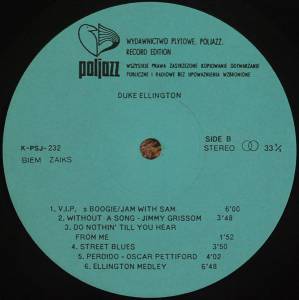 poljazz
WYDAWNICTWO PŁYTOWE, POLJAZZ.
RECORD EDITION
WSZYSTKIE PRAWA ZASTRZEŻONE KOPIOWANIE ODTWARZANIE
PUBLICZNE I RADIOWE BEZ UPOWAŻNIENIA WZBRONIONE
DUKE ELLINGTON
K-PSJ-232
SIDE B
BIEM ZAIKS
STEREO 33⅓
1. V.I.P. s BOOGIE/JAM WITH SAM 6'00
2. WITHOUT A SONG - JIMMY GRISSOM 3'48
3. DO NOTHIN' TILL YOU HEAR
FROM ME 1'52
4. STREET BLUES 3'50
5. PERDIDO - OSCAR PETTIFORD 4'02
6. ELLINGTON MEDLEY